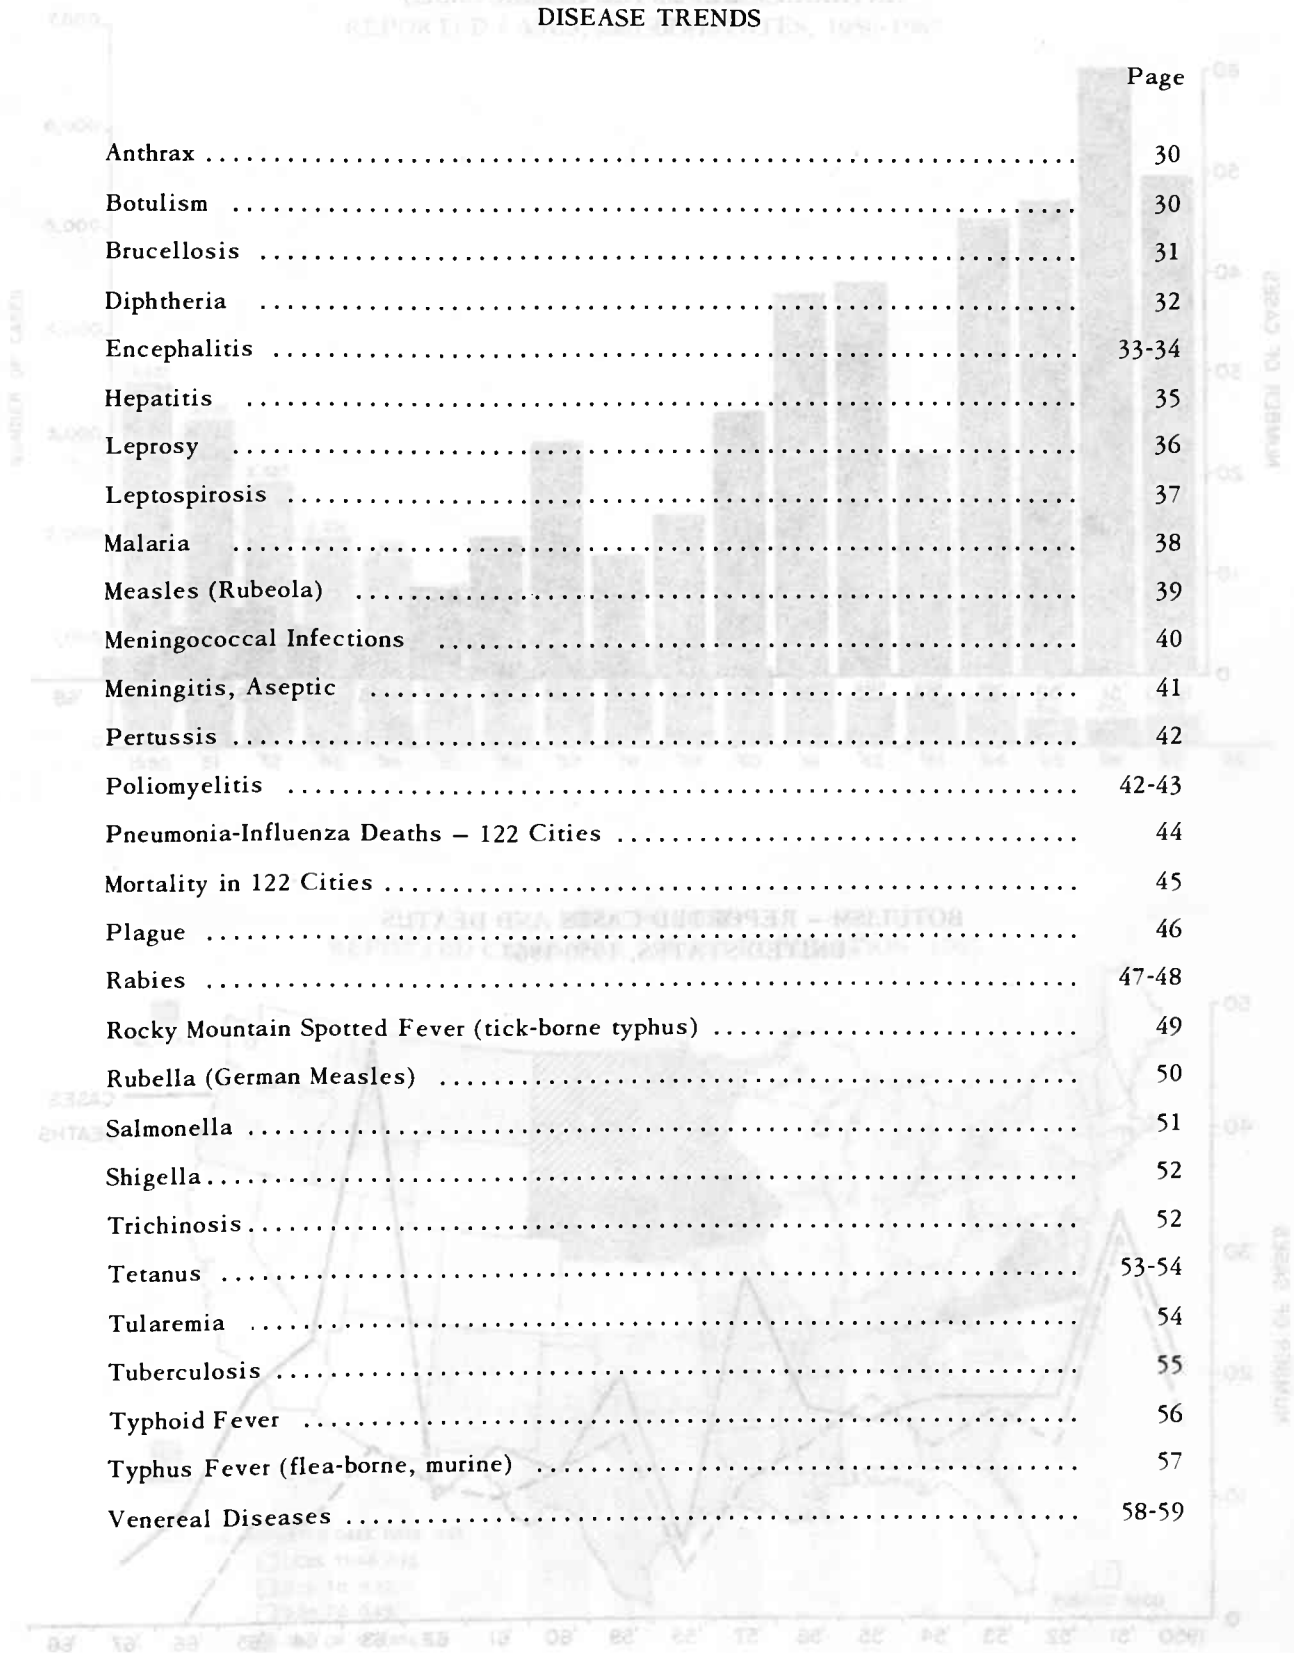 DISEASE TRENDS
Page
Anthrax ........ 30
Botulism ........ 30
Brucellosis ........ 31
Diphtheria ........ 32
Encephalitis ........ 33-34
Hepatitis ........ 35
Leprosy ........ 36
Leptospirosis ........ 37
Malaria ........ 38
Measles (Rubeola) ........ 39
Meningococcal Infections ........ 40
Meningitis, Aseptic ........ 41
Pertussis ........ 42
Poliomyelitis ........ 42-43
Pneumonia-Influenza Deaths – 122 Cities ........ 44
Mortality in 122 Cities ........ 45
Plague ........ 46
Rabies ........ 47-48
Rocky Mountain Spotted Fever (tick-borne typhus) ........ 49
Rubella (German Measles) ........ 50
Salmonella ........ 51
Shigella ........ 52
Trichinosis ........ 52
Tetanus ........ 53-54
Tularemia ........ 54
Tuberculosis ........ 55
Typhoid Fever ........ 56
Typhus Fever (flea-borne, murine) ........ 57
Venereal Diseases ........ 58-59